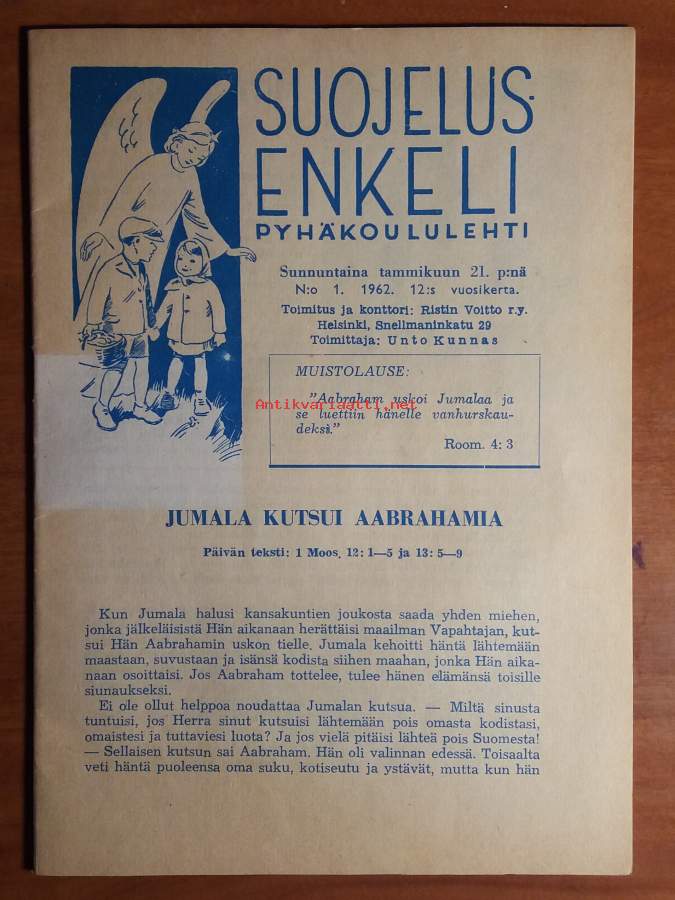 SUOJELUS-
ENKELI
PYHÄKOULULEHTI
Sunnuntaina tammikuun 21. p:nä
N:o 1. 1962. 12:s vuosikerta.
Toimitus ja konttori: Ristin Voitto r.y.
Helsinki, Snellmaninkatu 29
Toimittaja: Unto Kunnas
MUISTOLAUSE:
"Aabraham uskoi Jumalaa ja
se luettiin hänelle vanhurskau-
deksi."
Room. 4: 3
Antikvariaatti.net
JUMALA KUTSUI AABRAHAMIA
Päivän teksti: 1 Moos. 12: 1—5 ja 13: 5—9
Kun Jumala halusi kansakuntien joukosta saada yhden miehen,
jonka jälkeläisistä Hän aikanaan herättäisi maailman Vapahtajan, kut-
sui Hän Aabrahamin uskon tielle. Jumala kehoitti häntä lähtemään
maastaan, suvustaan ja isänsä kodista siihen maahan, jonka Hän aika-
naan osoittaisi. Jos Abraham tottelee, tulee hänen elämänsä toisille
siunaukseksi.
Ei ole ollut helppoa noudattaa Jumalan kutsua. — Miltä sinusta
tuntuisi, jos Herra sinut kutsuisi lähtemään pois omasta kodistasi,
omaistesi ja tuttaviesi luota? Ja jos vielä pitäisi lähteä pois Suomesta!
— Sellaisen kutsun sai Aabraham. Hän oli valinnan edessä. Toisaalta
veti häntä puoleensa oma suku, kotiseutu ja ystävät, mutta kun hän